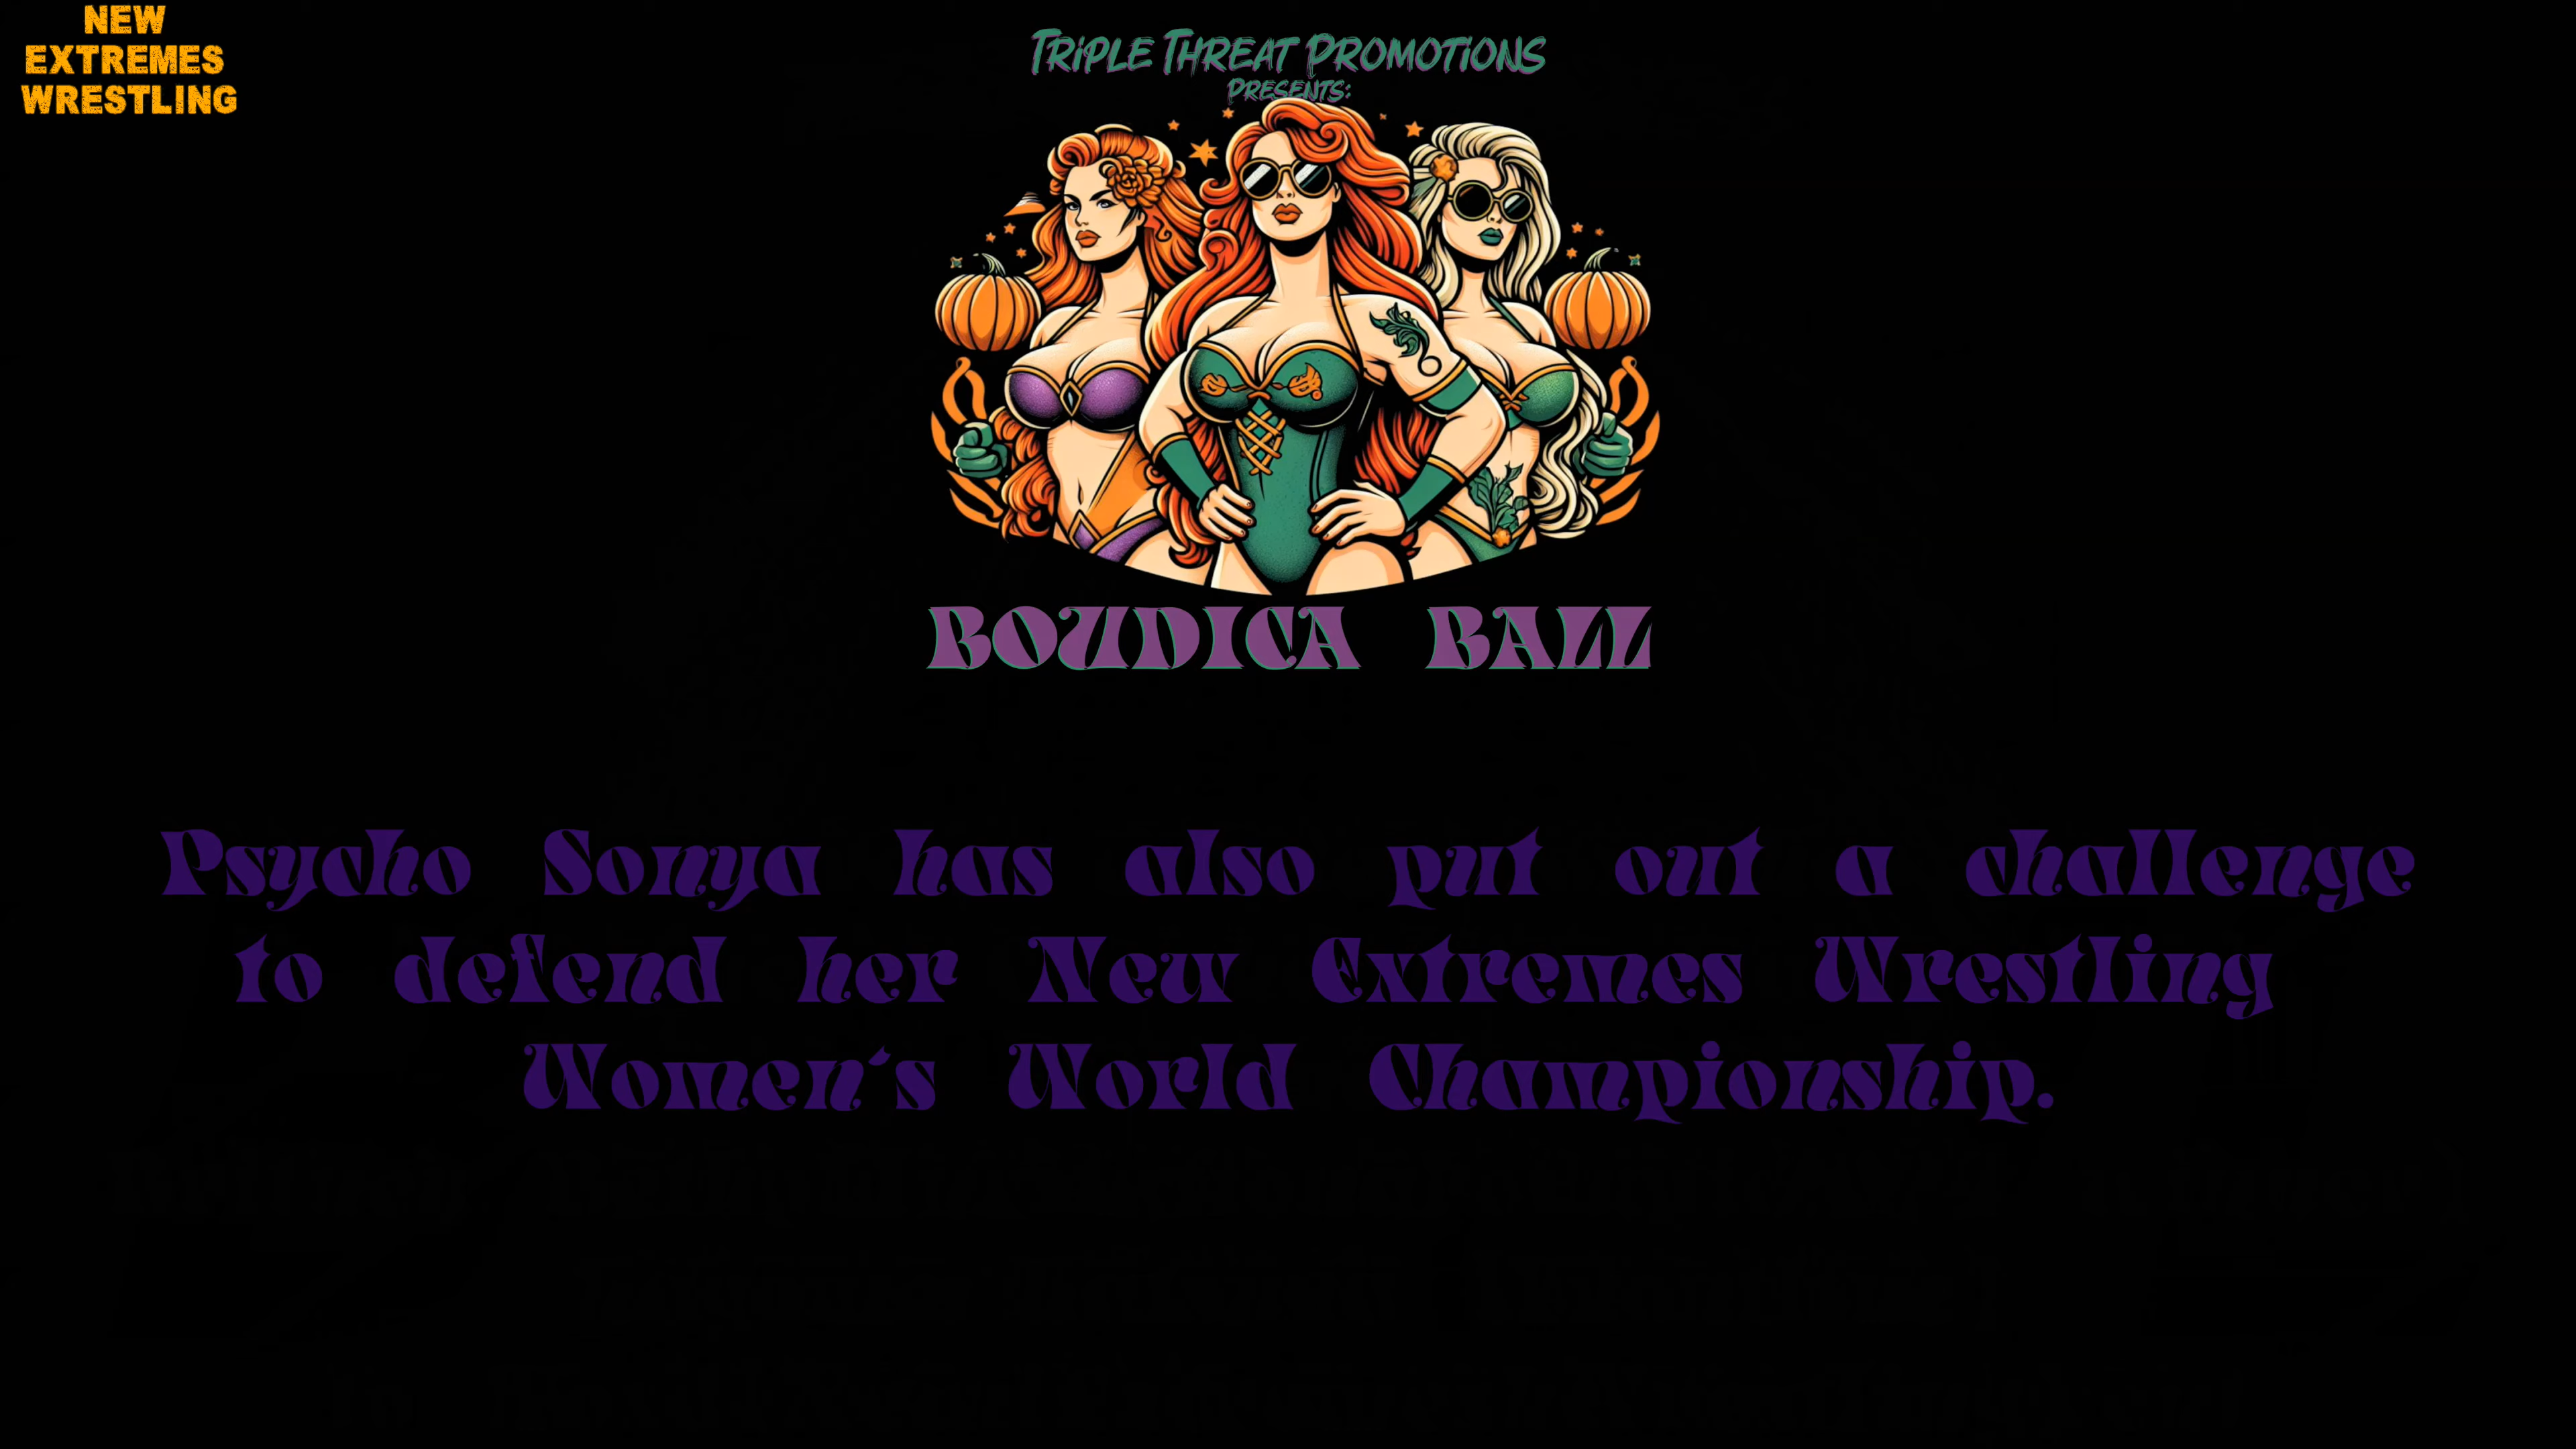 NEW
EXTREMES
WRESTLING
TRIPLE THREAT PROMOTIONS
PRESENTS:
BOUDICA BALL
Psycho Sonya has also put out a challenge
to defend her New Extremes Wrestling
Women's World Championship.